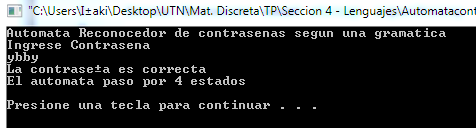 "C:\Users\I±aki\Desktop\UTN\Mat. Discreta\TP\Seccion 4 - Lenguajes\Automatacont
Automata Reconocedor de contrasenas segun una gramatica
Ingrese Contrasena
ybby
La contrase±a es correcta
El automata paso por 4 estados
Presione una tecla para continuar . . .